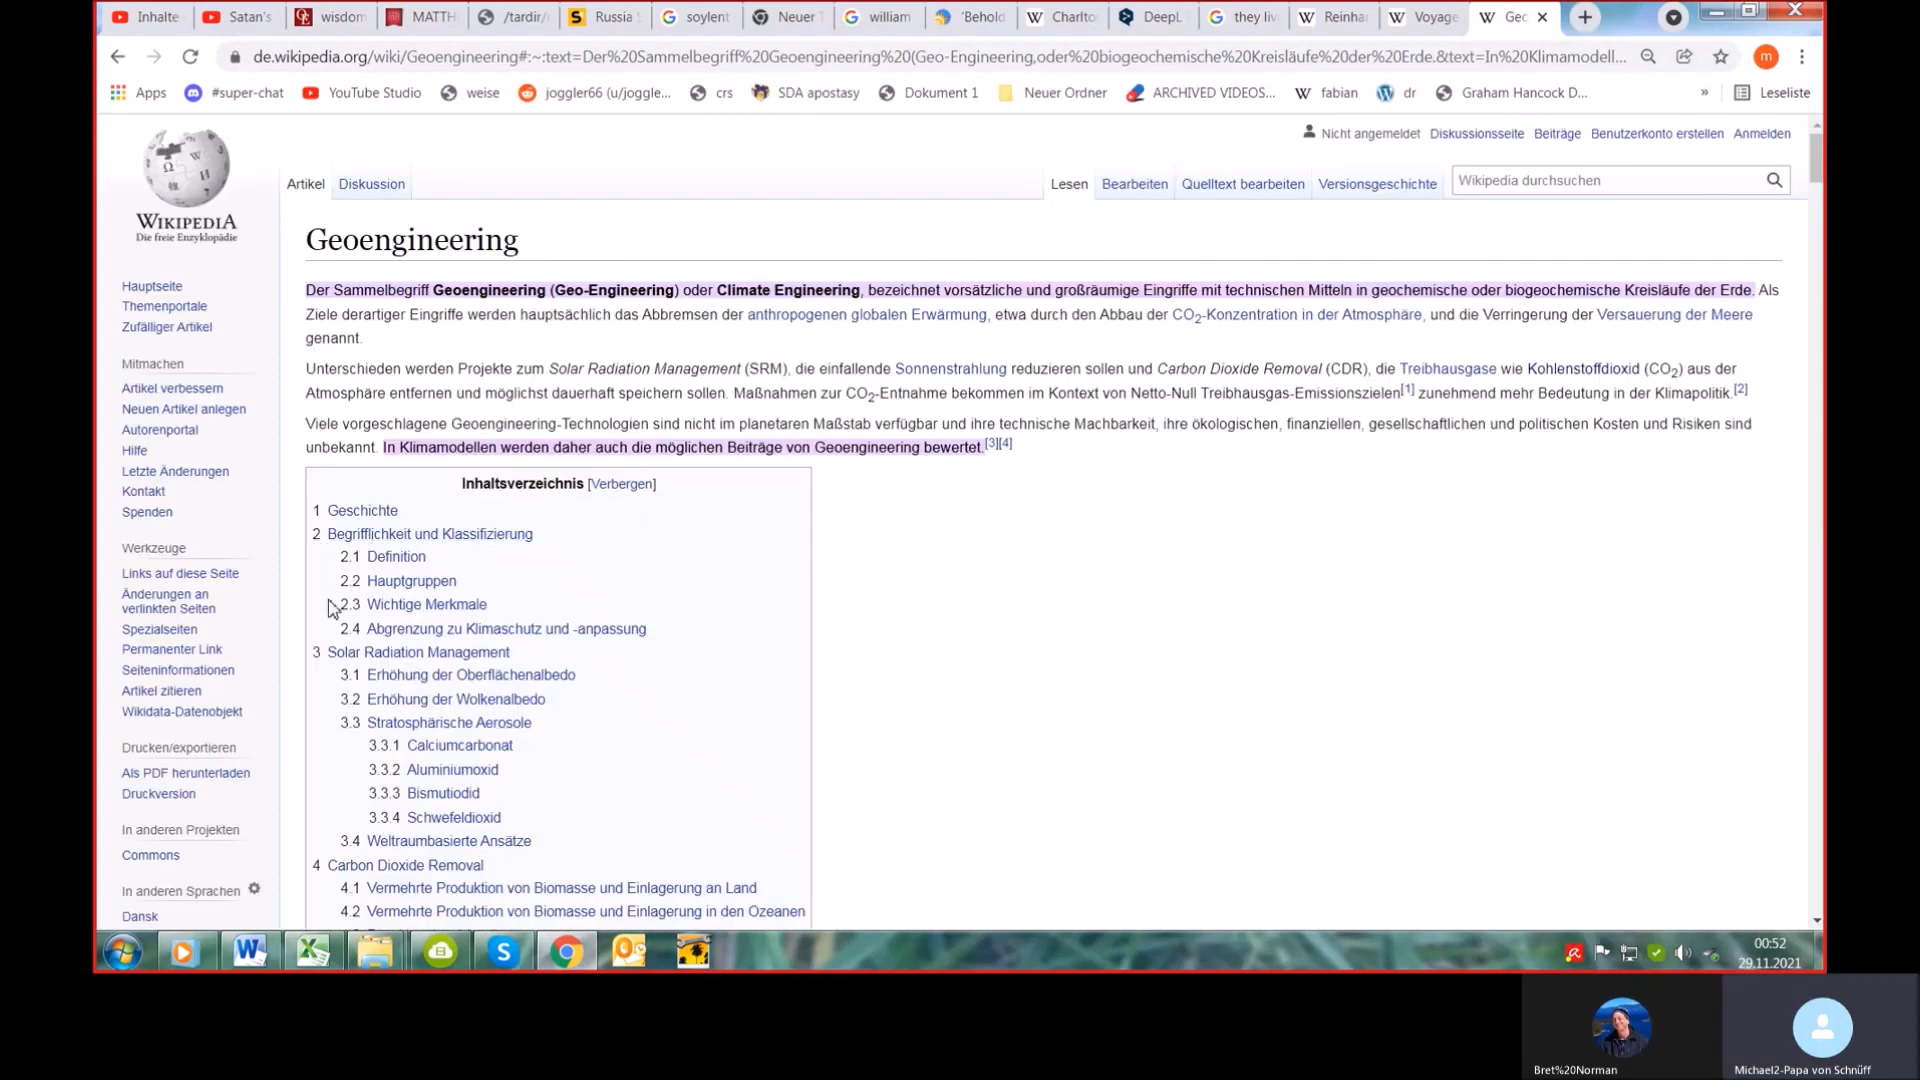 Inhalte
Satan's
wisdom
MATTH
/tardir/
Russia
soylent
Neuer
william
'Behold
Charlto
DeepL
they liv
Reinhar
Voyage
Geo
de.wikipedia.org/wiki/Geoengineering#:~:text=Der%20Sammelbegriff%20Geoengineering%20(Geo-Engineering,oder%20biogeochemische%20Kreisläufe%20der%20Erde.&text=In%20Klimamodell...
m
Apps
#super-chat
YouTube Studio
weise
joggler66 (u/joggle...
crs
SDA apostasy
Dokument 1
Neuer Ordner
ARCHIVED VIDEOS...
fabian
dr
Graham Hancock D...
»
Leseliste
Nicht angemeldet Diskussionsseite Beiträge Benutzerkonto erstellen Anmelden
Artikel Diskussion
Lesen Bearbeiten Quelltext bearbeiten Versionsgeschichte
Wikipedia durchsuchen
WIKIPEDIA
Die freie Enzyklopädie
Hauptseite
Themenportale
Zufälliger Artikel
Mitmachen
Artikel verbessern
Neuen Artikel anlegen
Autorenportal
Hilfe
Letzte Änderungen
Kontakt
Spenden
Werkzeuge
Links auf diese Seite
Änderungen an
verlinkten Seiten
Spezialseiten
Permanenter Link
Seiteninformationen
Artikel zitieren
Wikidata-Datenobjekt
Drucken/exportieren
Als PDF herunterladen
Druckversion
In anderen Projekten
Commons
In anderen Sprachen
Dansk
Geoengineering
Der Sammelbegriff Geoengineering (Geo-Engineering) oder Climate Engineering, bezeichnet vorsätzliche und großräumige Eingriffe mit technischen Mitteln in geochemische oder biogeochemische Kreisläufe der Erde. Als
Ziele derartiger Eingriffe werden hauptsächlich das Abbremsen der anthropogenen globalen Erwärmung, etwa durch den Abbau der CO2-Konzentration in der Atmosphäre, und die Verringerung der Versauerung der Meere
genannt.
Unterschieden werden Projekte zum Solar Radiation Management (SRM), die einfallende Sonnenstrahlung reduzieren sollen und Carbon Dioxide Removal (CDR), die Treibhausgase wie Kohlenstoffdioxid (CO2) aus der
Atmosphäre entfernen und möglichst dauerhaft speichern sollen. Maßnahmen zur CO2-Entnahme bekommen im Kontext von Netto-Null Treibhausgas-Emissionszielen[1] zunehmend mehr Bedeutung in der Klimapolitik.[2]
Viele vorgeschlagene Geoengineering-Technologien sind nicht im planetaren Maßstab verfügbar und ihre technische Machbarkeit, ihre ökologischen, finanziellen, gesellschaftlichen und politischen Kosten und Risiken sind
unbekannt. In Klimamodellen werden daher auch die möglichen Beiträge von Geoengineering bewertet.[3][4]
Inhaltsverzeichnis [Verbergen]
1 Geschichte
2 Begrifflichkeit und Klassifizierung
2.1 Definition
2.2 Hauptgruppen
2.3 Wichtige Merkmale
2.4 Abgrenzung zu Klimaschutz und -anpassung
3 Solar Radiation Management
3.1 Erhöhung der Oberflächenalbedo
3.2 Erhöhung der Wolkenalbedo
3.3 Stratosphärische Aerosole
3.3.1 Calciumcarbonat
3.3.2 Aluminiumoxid
3.3.3 Bismutiodid
3.3.4 Schwefeldioxid
3.4 Weltraumbasierte Ansätze
4 Carbon Dioxide Removal
4.1 Vermehrte Produktion von Biomasse und Einlagerung an Land
4.2 Vermehrte Produktion von Biomasse und Einlagerung in den Ozeanen
00:52
29.11.2021
Bret%20Norman
Michael2-Papa von Schnüff